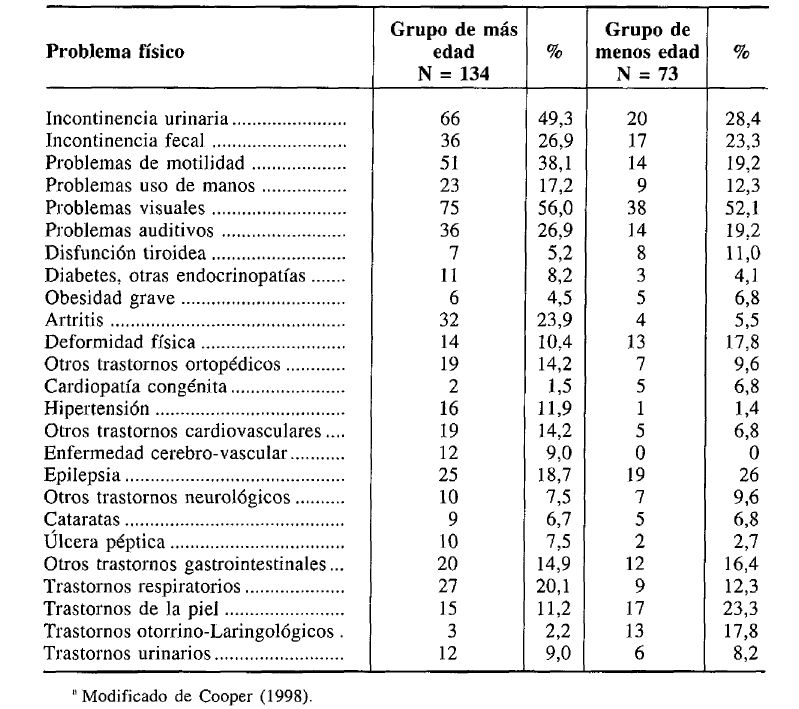 Problema físico Grupo de más edad N = 134 % Grupo de menos edad N = 73 %
Incontinencia urinaria ....................... 66 49,3 20 28,4
Incontinencia fecal ........................... 36 26,9 17 23,3
Problemas de motilidad .................. 51 38,1 14 19,2
Problemas uso de manos ................ 23 17,2 9 12,3
Problemas visuales ......................... 75 56,0 38 52,1
Problemas auditivos ....................... 36 26,9 14 19,2
Disfunción tiroidea ......................... 7 5,2 8 11,0
Diabetes, otras endocrinopatías ....... 11 8,2 3 4,1
Obesidad grave ............................... 6 4,5 5 6,8
Artritis ............................................ 32 23,9 4 5,5
Deformidad física ........................... 14 10,4 13 17,8
Otros trastornos ortopédicos ........... 19 14,2 7 9,6
Cardiopatía congénita ..................... 2 1,5 5 6,8
Hipertensión ................................... 16 11,9 1 1,4
Otros trastornos cardiovasculares .... 19 14,2 5 6,8
Enfermedad cerebro-vascular .......... 12 9,0 0 0
Epilepsia ......................................... 25 18,7 19 26
Otros trastornos neurológicos .......... 10 7,5 7 9,6
Cataratas ......................................... 9 6,7 5 6,8
Úlcera péptica ................................. 10 7,5 2 2,7
Otros trastornos gastrointestinales ... 20 14,9 12 16,4
Trastornos respiratorios ................... 27 20,1 9 12,3
Trastornos de la piel ....................... 15 11,2 17 23,3
Trastornos otorrino-Laringológicos . 3 2,2 13 17,8
Trastornos urinarios ......................... 12 9,0 6 8,2
Modificado de Cooper (1998).